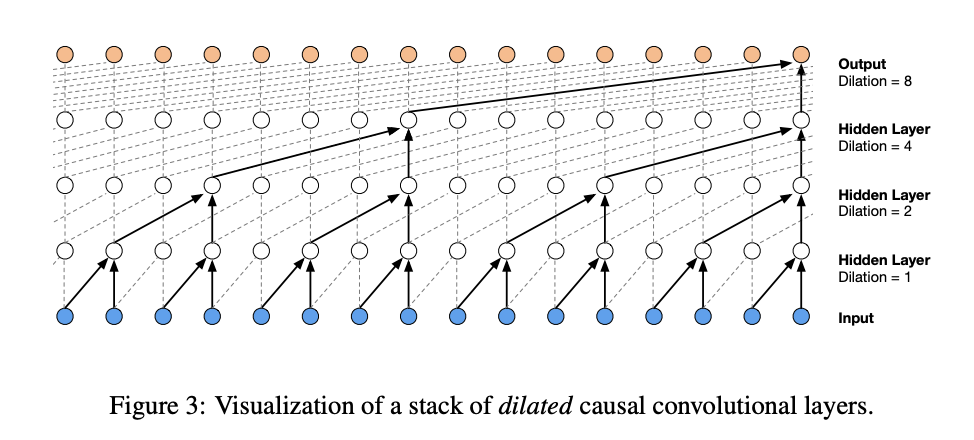 Output
Dilation = 8
Hidden Layer
Dilation = 4
Hidden Layer
Dilation = 2
Hidden Layer
Dilation = 1
Input
Figure 3: Visualization of a stack of dilated causal convolutional layers.